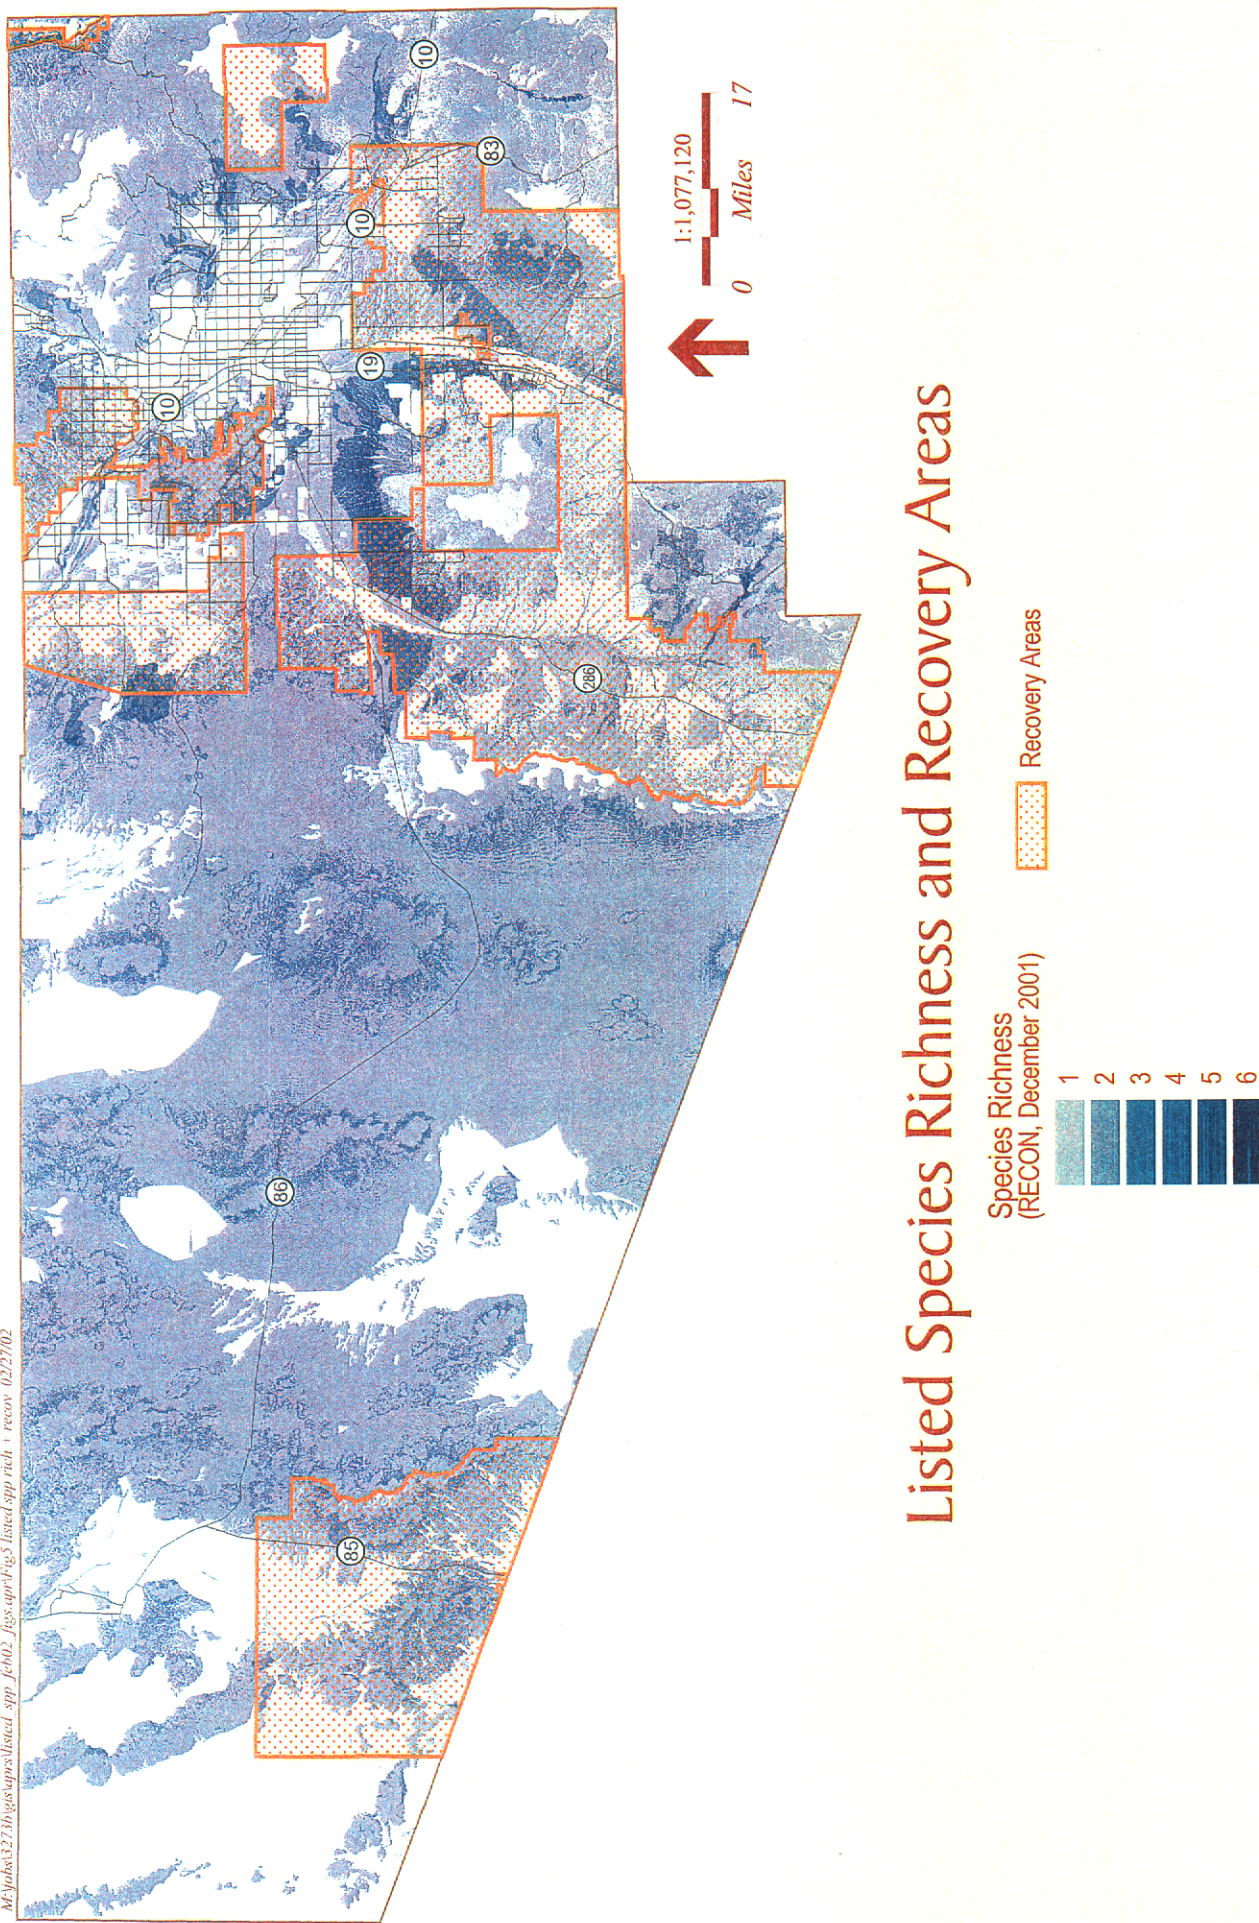 M:\jobs\3273b\gis\aprs\listed_spp_feb02_figs.apr\Fig5 listed spp rich + recov 02/27/02
10
83
10
19
10
286
86
85
1:1,077,120
0 Miles 17
Listed Species Richness and Recovery Areas
Species Richness
(RECON, December 2001)
1
2
3
4
5
6
Recovery Areas